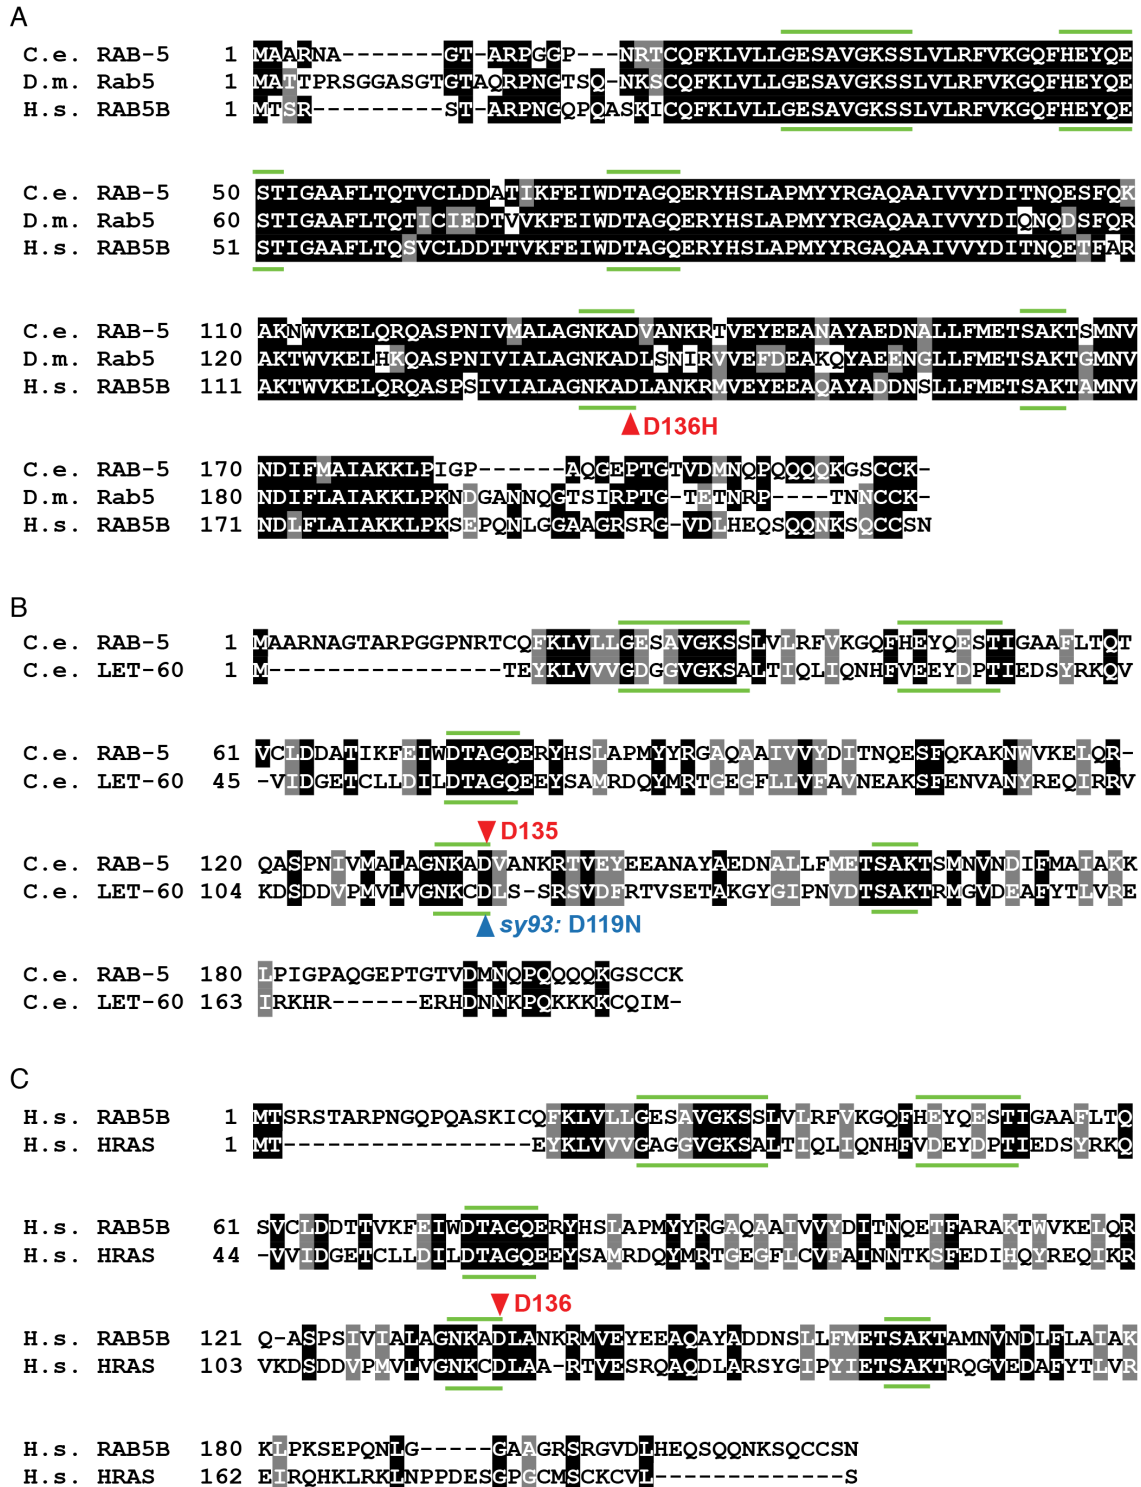 A
C.e. RAB-5 1 MAARNA-------GT-ARPGGP---NRTCQFKLVLLGESAVGKSSLVLRFVKGQFHEYQE
D.m. Rab5 1 MATTPRSGGASGTGTAQRPNGTSQ-NKSCQFKLVLLGESAVGKSSLVLRFVKGQFHEYQE
H.s. RAB5B 1 MTSR---------ST-ARPNGQPQASKICQFKLVLLGESAVGKSSLVLRFVKGQFHEYQE
C.e. RAB-5 50 STIGAAFLTQTVCLDDATIKFEIWDTAGQERYHSLAPMYYRGAQAAIVVYDITNQESFQK
D.m. Rab5 60 STIGAAFLTQTICIEDTVVKFEIWDTAGQERYHSLAPMYYRGAQAAIVVYDIQNQDSFQR
H.s. RAB5B 51 STIGAAFLTQSVCLDDTTVKFEIWDTAGQERYHSLAPMYYRGAQAAIVVYDITNQETFAR
C.e. RAB-5 110 AKNWVKELQRQASPNIVMALAGNKADVANKRTVEYEEANAYAEDNALLFMETSAKTSMNV
D.m. Rab5 120 AKTWVKELHKQASPNIVIALAGNKADLSNIRVVEFDEAKQYAEENGLLFMETSAKTGMNV
H.s. RAB5B 111 AKTWVKELQRQASPSIVIALAGNKADLANKRMVEYEEAQAYADDNSLLFMETSAKTAMNV
D136H
C.e. RAB-5 170 NDIFMAIAKKLPIGP------AQGEPTGTVDMNQPQQQQKGSCCK-
D.m. Rab5 180 NDIFLAIAKKLPKNDGANNQGTSIRPTG-TETNRP----TNNCCK-
H.s. RAB5B 171 NDLFLAIAKKLPKSEPQNLGGAAGRSRG-VDLHEQSQQNKSQCCSN
B
C.e. RAB-5 1 MAARNAGTARPGGPNRTCQFKLVLLGESAVGKSSLVLRFVKGQFHEYQESTIGAAFLTQT
C.e. LET-60 1 M----------------TEYKLVVVGDGGVGKSALTIQLIQNHFVEEYDPTIEDSYRKQV
C.e. RAB-5 61 VCLDDATIKFEIWDTAGQERYHSLAPMYYRGAQAAIVVYDITNQESFQKAKNWVKELQR-
C.e. LET-60 45 -VIDGETCLLDILDTAGQEEYSAMRDQYMRTGEGFLLVFAVNEAKSFENVANYREQIRRV
D135
C.e. RAB-5 120 QASPNIVMALAGNKADVANKRTVEYEEANAYAEDNALLFMETSAKTSMNVNDIFMAIAKK
C.e. LET-60 104 KDSDDVPMVLVGNKCDLS-SRSVDFRTVSETAKGYGIPNVDTSAKTRMGVDEAFYTLVRE
sy93: D119N
C.e. RAB-5 180 LPIGPAQGEPTGTVDMNQPQQQQKGSCCK
C.e. LET-60 163 IRKHR------ERHDNNKPQKKKKCQIM-
C
H.s. RAB5B 1 MTSRSTARPNGQPQASKICQFKLVLLGESAVGKSSLVLRFVKGQFHEYQESTIGAAFLTQ
H.s. HRAS 1 MT-----------------EYKLVVVGAGGVGKSALTIQLIQNHFVDEYDPTIEDSYRKQ
H.s. RAB5B 61 SVCLDDTTVKFEIWDTAGQERYHSLAPMYYRGAQAAIVVYDITNQETFARAKTWVKELQR
H.s. HRAS 44 -VVIDGETCLLDILDTAGQEEYSAMRDQYMRTGEGFLCVFAINNTKSFEDIHQYREQIKR
D136
H.s. RAB5B 121 Q-ASPSIVIALAGNKADLANKRMVEYEEAQAYADDNSLLFMETSAKTAMNVNDLFLAIAK
H.s. HRAS 103 VKDSDDVPMVLVGNKCDLAA-RTVESRQAQDLARSYGIPYIETSAKTRQGVEDAFYTLVR
H.s. RAB5B 180 KLPKSEPQNLG-----GAAGRSRGVDLHEQSQQNKSQCCSN
H.s. HRAS 162 EIRQHKLRKLNPPDESGPGCMSCKCVL-------------S